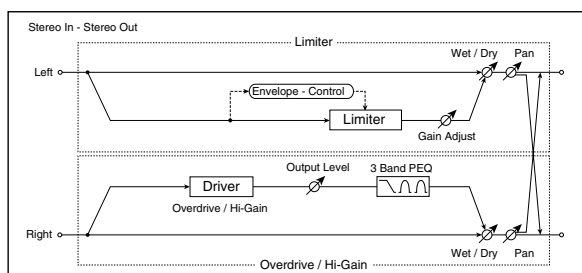 Stereo In - Stereo Out
Limiter
Wet / Dry
Pan
Left
Envelope - Control
Limiter
Gain Adjust
Output Level
3 Band PEQ
Driver
Overdrive / Hi-Gain
Right
Wet / Dry
Pan
Overdrive / Hi-Gain